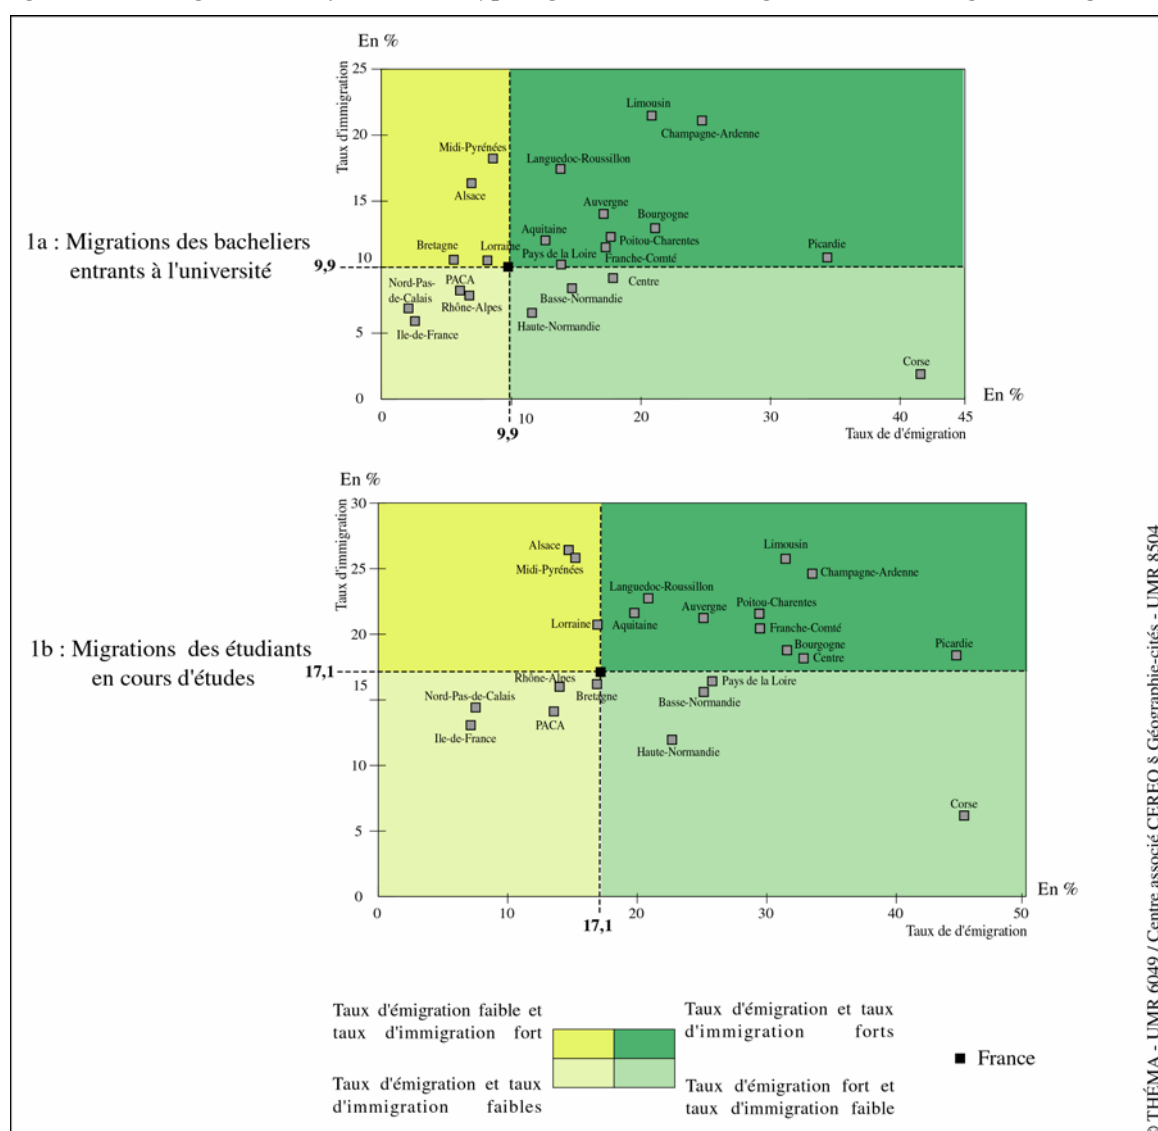 En %
Taux d'immigration
25
20
15
10
9,9
5
0
Limousin
Champagne-Ardenne
Midi-Pyrénées
Languedoc-Roussillon
Alsace
Auvergne
Bourgogne
Aquitaine
Poitou-Charentes
Picardie
Bretagne
Lorraine
Pays de la Loire
Franche-Comté
1a : Migrations des bacheliers
entrants à l'université
Nord-Pas-
de-Calais
PACA
Rhône-Alpes
Centre
Basse-Normandie
Ile-de-France
Haute-Normandie
Corse
0
9,9
10
20
30
40
45
En %
Taux de d'émigration
En %
Taux d'immigration
30
25
20
17,1
15
10
5
0
Alsace
Midi-Pyrénées
Limousin
Champagne-Ardenne
Languedoc-Roussillon
Auvergne
Poitou-Charentes
Lorraine
Aquitaine
Franche-Comté
Bourgogne
Centre
Picardie
1b : Migrations des étudiants
en cours d'études
Rhône-Alpes
Bretagne
Pays de la Loire
Nord-Pas-de-Calais
Basse-Normandie
PACA
Ile-de-France
Haute-Normandie
Corse
0
10
17,1
20
30
40
50
En %
Taux de d'émigration
Taux d'émigration faible et
taux d'immigration fort
Taux d'émigration et taux
d'immigration forts
Taux d'émigration et taux
d'immigration faibles
Taux d'émigration fort et
taux d'immigration faible
France
© THÉMA - UMR 6049 / Centre associé CEREQ § Géographie-cités - UMR 8504